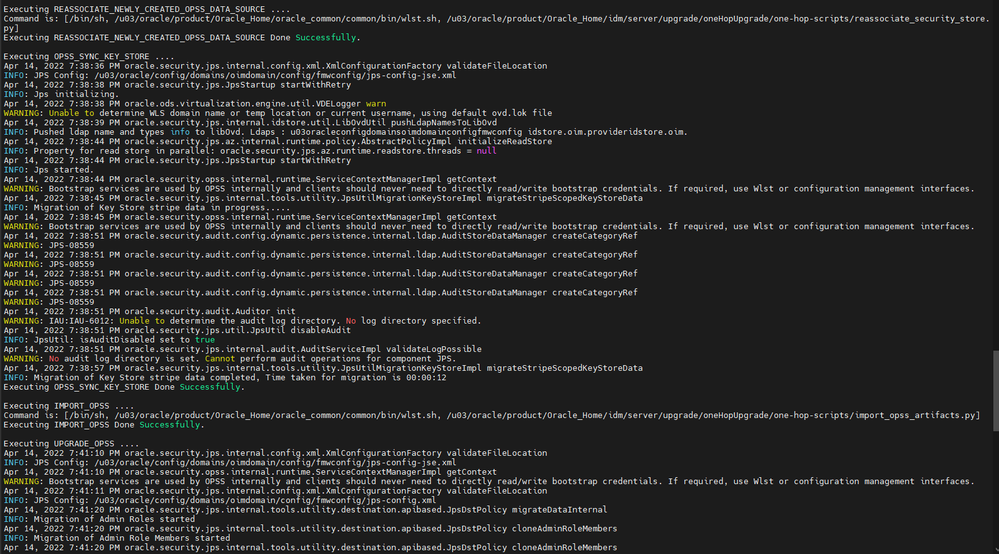 Executing REASSOCIATE_NEWLY_CREATED_OPSS_DATA_SOURCE ....
Command is: [/bin/sh, /u03/oracle/product/Oracle_Home/oracle_common/common/bin/wlst.sh, /u03/oracle/product/Oracle_Home/idm/server/upgrade/oneHopUpgrade/one-hop-scripts/reassociate_security_store.
py]
Executing REASSOCIATE_NEWLY_CREATED_OPSS_DATA_SOURCE Done Successfully.

Executing OPSS_SYNC_KEY_STORE ....
Apr 14, 2022 7:38:36 PM oracle.security.jps.internal.config.xml.XmlConfigurationFactory validateFileLocation
INFO: JPS Config: /u03/oracle/config/domains/oimdomain/config/fmwconfig/jps-config-jse.xml
Apr 14, 2022 7:38:38 PM oracle.security.jps.JpsStartup startWithRetry
INFO: Jps initializing.
Apr 14, 2022 7:38:38 PM oracle.ods.virtualization.engine.util.VDELogger warn
WARNING: Unable to determine WLS domain name or temp location or current username, using default ovd.lok file
Apr 14, 2022 7:38:39 PM oracle.security.jps.internal.idstore.util.LibOvdUtil pushLdapNamesToLibOvd
INFO: Pushed ldap name and types info to libOvd. Ldaps : u03oracleconfigdomainsoimdomainconfigfmwconfig idstore.oim.provideridstore.oim.
Apr 14, 2022 7:38:44 PM oracle.security.jps.az.internal.runtime.policy.AbstractPolicyImpl initializeReadStore
INFO: Property for read store in parallel: oracle.security.jps.az.runtime.readstore.threads = null
Apr 14, 2022 7:38:44 PM oracle.security.jps.JpsStartup startWithRetry
INFO: Jps started.
Apr 14, 2022 7:38:44 PM oracle.security.opss.internal.runtime.ServiceContextManagerImpl getContext
WARNING: Bootstrap services are used by OPSS internally and clients should never need to directly read/write bootstrap credentials. If required, use Wlst or configuration management interfaces.
Apr 14, 2022 7:38:45 PM oracle.security.jps.internal.tools.utility.JpsUtilMigrationKeyStoreImpl migrateStripeScopedKeyStoreData
INFO: Migration of Key Store stripe data in progress.....
Apr 14, 2022 7:38:45 PM oracle.security.opss.internal.runtime.ServiceContextManagerImpl getContext
WARNING: Bootstrap services are used by OPSS internally and clients should never need to directly read/write bootstrap credentials. If required, use Wlst or configuration management interfaces.
Apr 14, 2022 7:38:51 PM oracle.security.audit.config.dynamic.persistence.internal.ldap.AuditStoreDataManager createCategoryRef
WARNING: JPS-08559
Apr 14, 2022 7:38:51 PM oracle.security.audit.config.dynamic.persistence.internal.ldap.AuditStoreDataManager createCategoryRef
WARNING: JPS-08559
Apr 14, 2022 7:38:51 PM oracle.security.audit.config.dynamic.persistence.internal.ldap.AuditStoreDataManager createCategoryRef
WARNING: JPS-08559
Apr 14, 2022 7:38:51 PM oracle.security.audit.config.dynamic.persistence.internal.ldap.AuditStoreDataManager createCategoryRef
WARNING: JPS-08559
Apr 14, 2022 7:38:51 PM oracle.security.audit.Auditor init
WARNING: IAU:IAU-6012: Unable to determine the audit log directory. No log directory specified.
Apr 14, 2022 7:38:51 PM oracle.security.jps.util.JpsUtil disableAudit
INFO: JpsUtil: isAuditDisabled set to true
Apr 14, 2022 7:38:51 PM oracle.security.jps.internal.audit.AuditServiceImpl validateLogPossible
WARNING: No audit log directory is set. Cannot perform audit operations for component JPS.
Apr 14, 2022 7:38:57 PM oracle.security.jps.internal.tools.utility.JpsUtilMigrationKeyStoreImpl migrateStripeScopedKeyStoreData
INFO: Migration of Key Store stripe data completed, Time taken for migration is 00:00:12
Executing OPSS_SYNC_KEY_STORE Done Successfully.

Executing IMPORT_OPSS ....
Command is: [/bin/sh, /u03/oracle/product/Oracle_Home/oracle_common/common/bin/wlst.sh, /u03/oracle/product/Oracle_Home/idm/server/upgrade/oneHopUpgrade/one-hop-scripts/import_opss_artifacts.py]
Executing IMPORT_OPSS Done Successfully.

Executing UPGRADE_OPSS ....
Apr 14, 2022 7:41:10 PM oracle.security.jps.internal.config.xml.XmlConfigurationFactory validateFileLocation
INFO: JPS Config: /u03/oracle/config/domains/oimdomain/config/fmwconfig/jps-config-jse.xml
Apr 14, 2022 7:41:10 PM oracle.security.opss.internal.runtime.ServiceContextManagerImpl getContext
WARNING: Bootstrap services are used by OPSS internally and clients should never need to directly read/write bootstrap credentials. If required, use Wlst or configuration management interfaces.
Apr 14, 2022 7:41:11 PM oracle.security.jps.internal.config.xml.XmlConfigurationFactory validateFileLocation
INFO: JPS Config: /u03/oracle/config/domains/oimdomain/config/fmwconfig/jps-config.xml
Apr 14, 2022 7:41:20 PM oracle.security.jps.internal.tools.utility.destination.apibased.JpsDstPolicy migrateDataInternal
INFO: Migration of Admin Roles started
Apr 14, 2022 7:41:20 PM oracle.security.jps.internal.tools.utility.destination.apibased.JpsDstPolicy cloneAdminRoleMembers
INFO: Migration of Admin Role Members started
Apr 14, 2022 7:41:20 PM oracle.security.jps.internal.tools.utility.destination.apibased.JpsDstPolicy cloneAdminRoleMembers